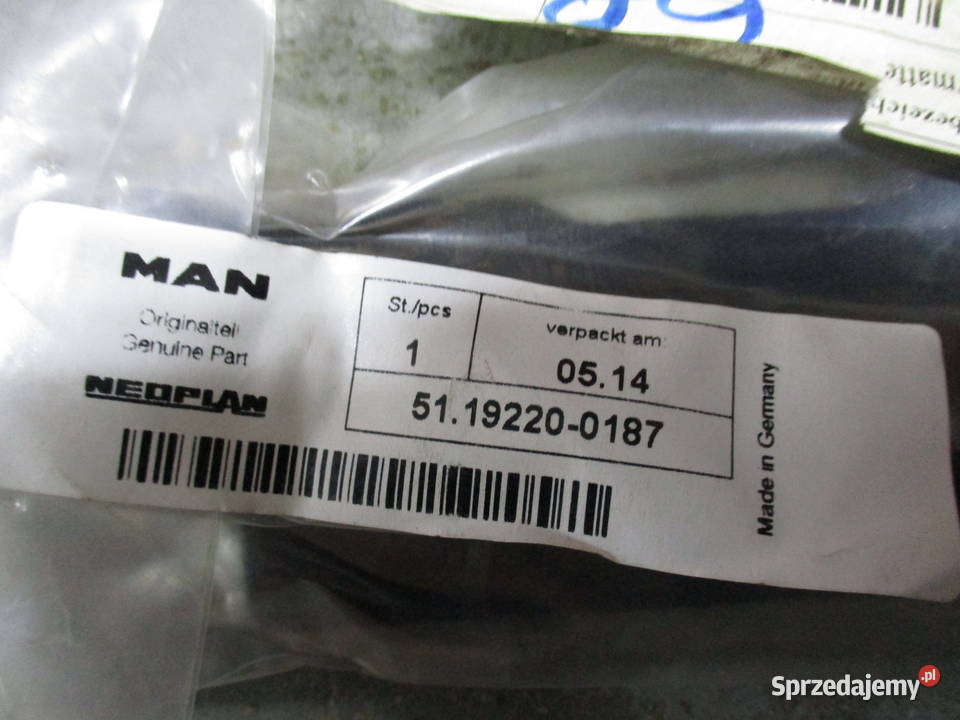 MAN
Originalteil
Genuine Part
NEOPLAN
St./pcs
1
verpackt am:
05.14
51.19220-0187
Made in Germany
Sprzedajemy.pl